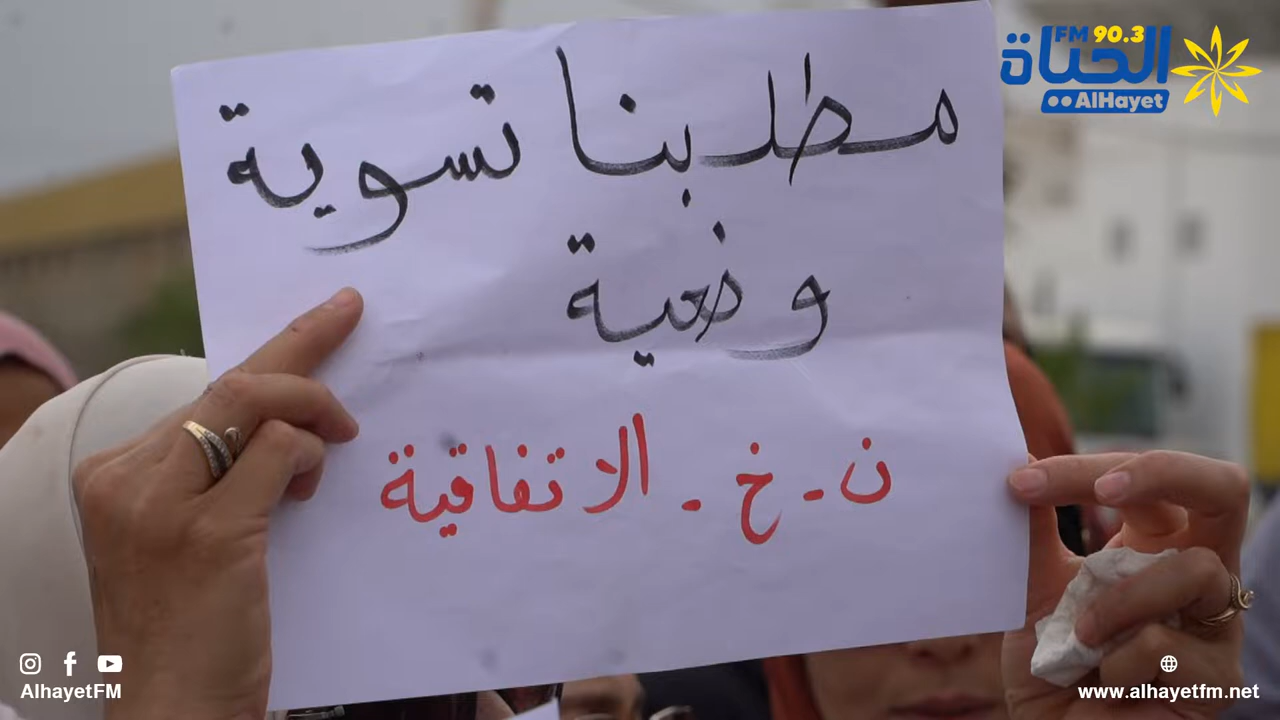 FM 90.3
الحياة
AlHayet
مطلبنا تسوية
وضعية
ن - خ - الاتفاقية
AlhayetFM
www.alhayetfm.net